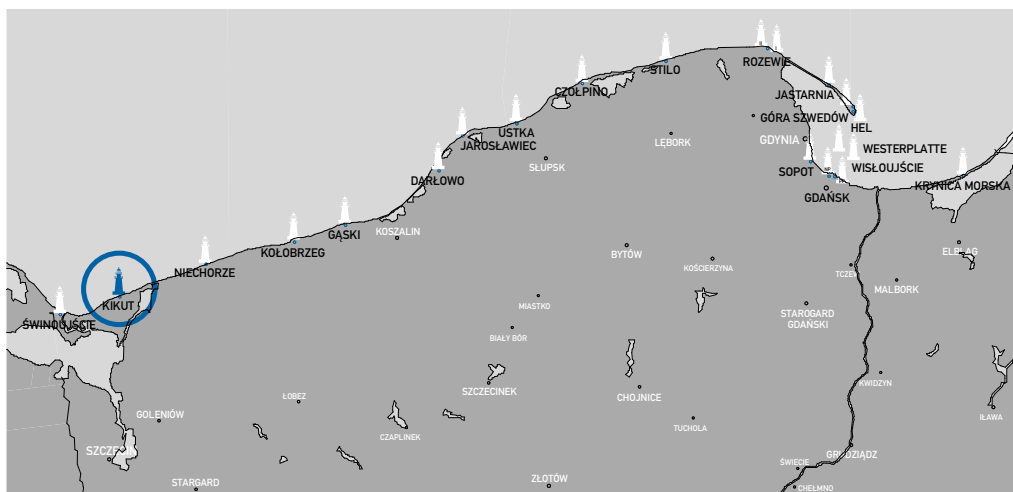 ROZEWIE
STILO
CZOŁPINO
JASTARNIA
GÓRA SZWEDÓW
HEL
USTKA
JAROSŁAWIEC
LĘBORK
GDYNIA
WESTERPLATTE
SŁUPSK
SOPOT
WISŁOUJŚCIE
DARŁOWO
KRYNICA MORSKA
GDAŃSK
GĄSKI
KOSZALIN
KOŁOBRZEG
BYTÓW
ELBLĄG
KOŚCIERZYNA
NIECHORZE
TCZEW
MALBORK
KIKUT
MIASTKO
STAROGARD
GDAŃSKI
ŚWINOUJŚCIE
BIAŁY BÓR
KWIDZYN
SZCZECINEK
CHOJNICE
ŁOBEZ
GOLENIÓW
IŁAWA
TUCHOLA
CZAPLINEK
SZCZECIN
GRUDZIĄDZ
ŚWIECIE
STARGARD
ZŁOTÓW
CHEŁMNO